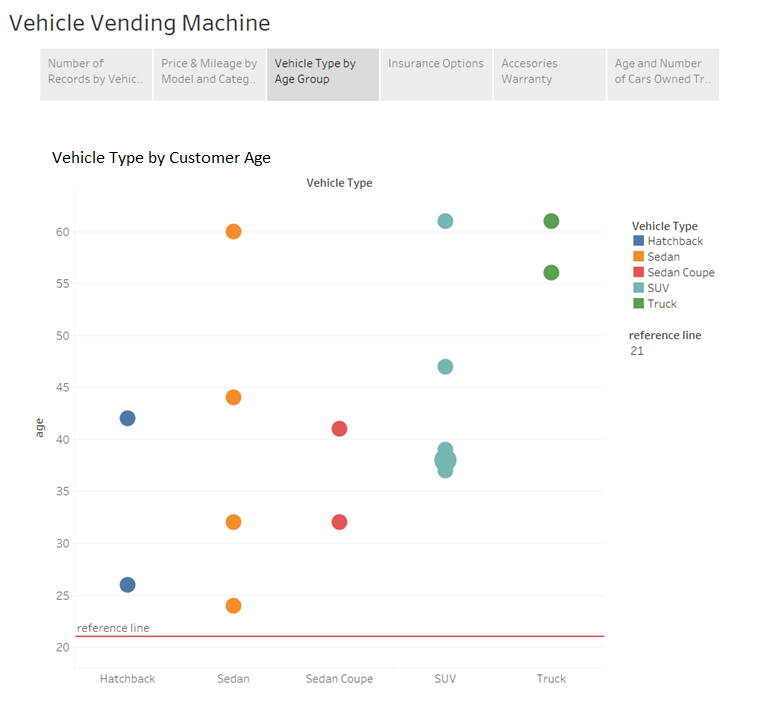 Vehicle Vending Machine
Number of
Records by Vehic..
Price & Mileage by
Model and Categ..
Vehicle Type by
Age Group
Insurance Options
Accesories
Warranty
Age and Number
of Cars Owned Tr..
Vehicle Type by Customer Age
Vehicle Type
60
55
50
45
40
35
30
25
20
age
reference line
Hatchback
Sedan
Sedan Coupe
SUV
Truck
Vehicle Type
Hatchback
Sedan
Sedan Coupe
SUV
Truck
reference line
21